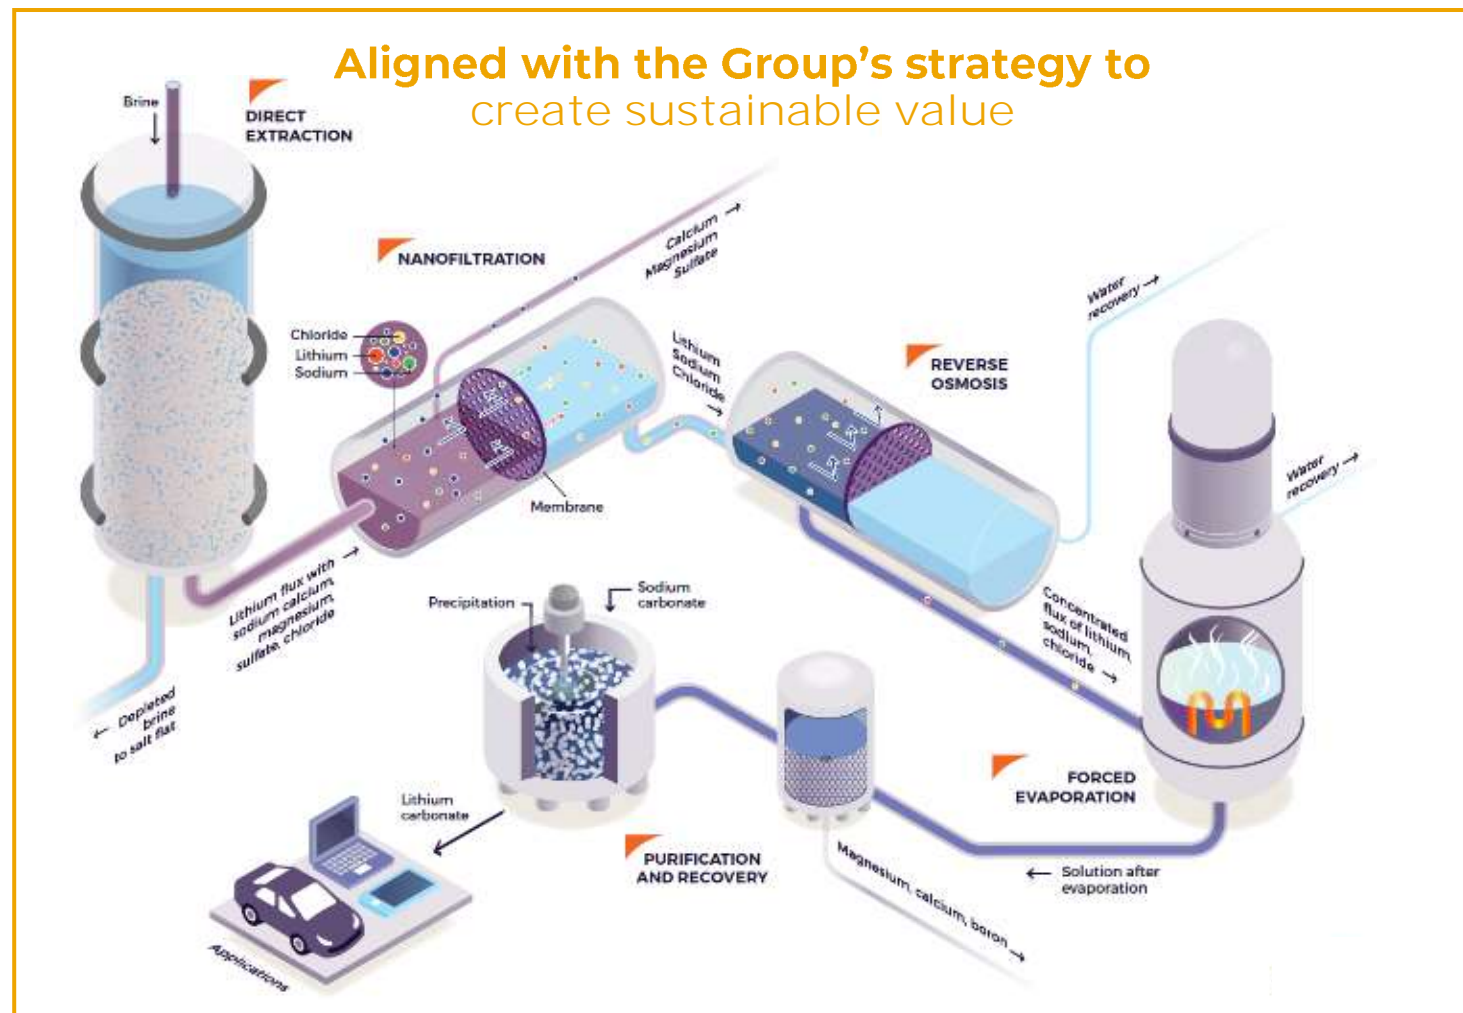 Aligned with the Group's strategy to
create sustainable value
Brine
DIRECT
EXTRACTION
NANOFILTRATION
Calcium
Magnesium
Sulfate
Chloride
Lithium
Sodium
Membrane
Lithium
Sodium
Chloride
REVERSE
OSMOSIS
Water
recovery
Water
recovery
Lithium flux with
sodium calcium,
magnesium,
sulfate, chloride
Depleted
brine
to salt flat
Precipitation
Sodium
carbonate
Concentrated
flux of lithium,
sodium,
chloride
FORCED
EVAPORATION
Lithium
carbonate
PURIFICATION
AND RECOVERY
Magnesium, calcium, boron
Solution after
evaporation
Applications